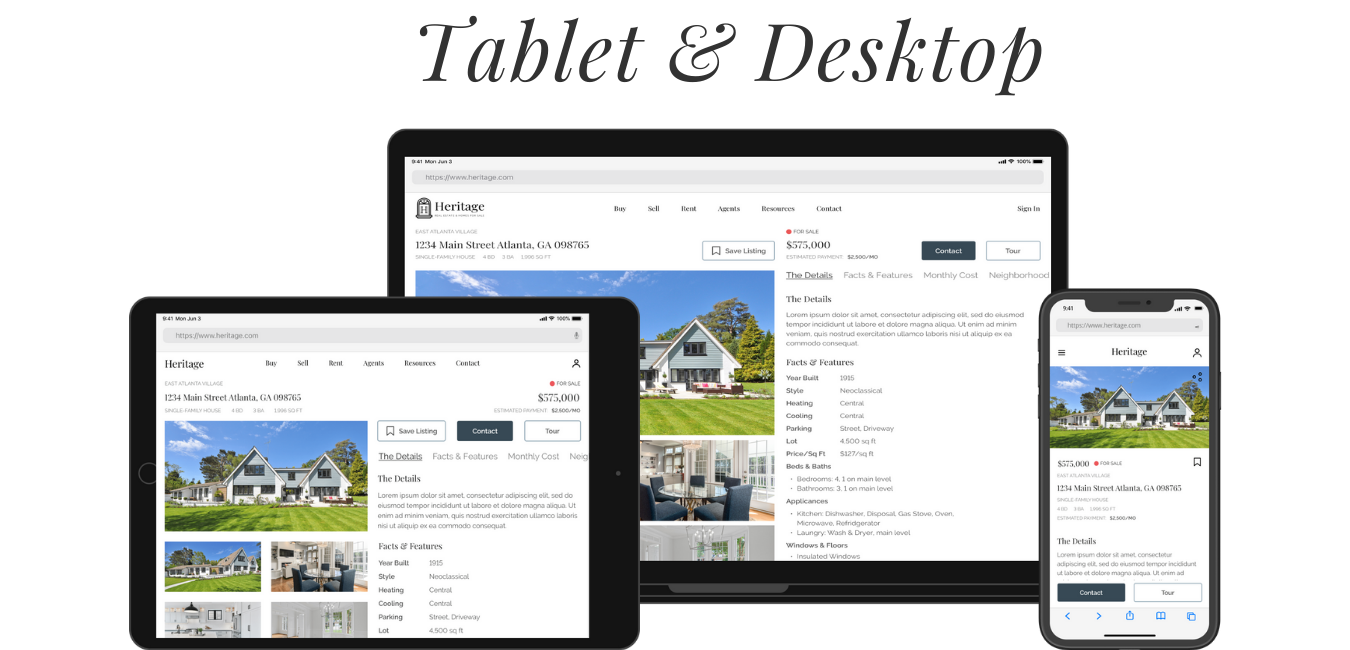 Tablet & Desktop
9:41 Mon Jun 3
100%
https://www.heritage.com
Heritage
REAL ESTATE & HOMES FOR SALE
Buy Sell Rent Agents Resources Contact
Sign In
EAST ATLANTA VILLAGE
1234 Main Street Atlanta, GA 098765
SINGLE-FAMILY HOUSE 4 BD 3 BA 1,996 SQ FT
Save Listing
FOR SALE
$575,000
ESTIMATED PAYMENT $2,500/MO
Contact
Tour
The Details Facts & Features Monthly Cost Neighborhood
The Details
Lorem ipsum dolor sit amet, consectetur adipiscing elit, sed do eiusmod
tempor incididunt ut labore et dolore magna aliqua. Ut enim ad minim
veniam, quis nostrud exercitation ullamco laboris nisi ut aliquip ex ea
commodo consequat.
Facts & Features
Year Built 1915
Style Neoclassical
Heating Central
Cooling Central
Parking Street, Driveway
Lot 4,500 sq ft
Price/Sq Ft $127/sq ft
Beds & Baths
• Bedrooms: 4, 1 on main level
• Bathrooms: 3, 1 on main level
Applicances
• Kitchen: Dishwasher, Disposal, Gas Stove, Oven,
Microwave, Refridgerator
• Laungry: Wash & Dryer, main level
Windows & Floors
• Insulated Windows
9:41 Mon Jun 3
100%
https://www.heritage.com
Heritage
Buy Sell Rent Agents Resources Contact
EAST ATLANTA VILLAGE
1234 Main Street Atlanta, GA 098765
SINGLE-FAMILY HOUSE 4 BD 3 BA 1,996 SQ FT
FOR SALE
$575,000
ESTIMATED PAYMENT $2,500/MO
Save Listing
Contact
Tour
The Details Facts & Features Monthly Cost Neig
The Details
Lorem ipsum dolor sit amet, consectetur adipiscing elit, sed do
eiusmod tempor incididunt ut labore et dolore magna aliqua. Ut
enim ad minim veniam, quis nostrud exercitation ullamco laboris
nisi ut aliquip ex ea commodo consequat.
Facts & Features
Year Built 1915
Style Neoclassical
Heating Central
Cooling Central
Parking Street, Driveway
Lot 4,500 sq ft
9:41
https://www.heritage.com
Heritage
$575,000 FOR SALE
EAST ATLANTA VILLAGE
1234 Main Street Atlanta, GA 098765
SINGLE-FAMILY HOUSE
4 BD 3 BA 1,996 SQ FT
ESTIMATED PAYMENT $2,500/MO
The Details
Lorem ipsum dolor sit amet, consectetur
adipiscing elit, sed do eiusmod tempor incididunt
ut labore et dolore magna aliqua. Ut enim ad
Contact
Tour